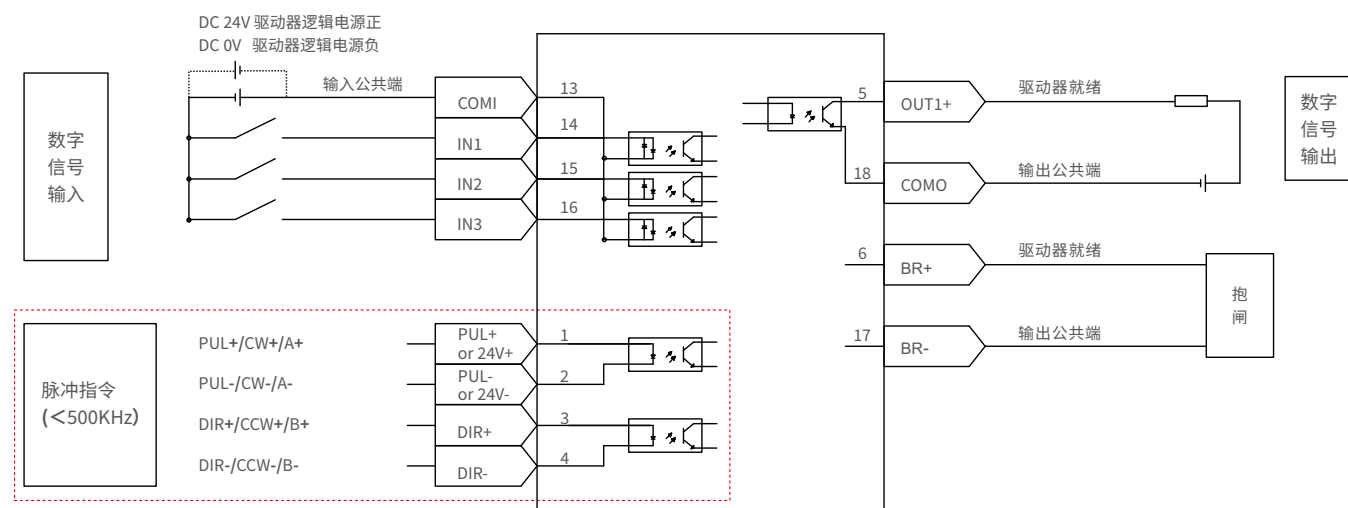 DC 24V 驱动器逻辑电源正
DC 0V 驱动器逻辑电源负
数字
信号
输入
输入公共端
COMI
13
IN1
14
IN2
15
IN3
16
5
OUT1+
驱动器就绪
18
COMO
输出公共端
数字
信号
输出
6
BR+
驱动器就绪
17
BR-
输出公共端
抱
闸
脉冲指令
(<500KHz)
PUL+/CW+/A+
PUL+
or 24V+
1
PUL-/CW-/A-
PUL-
or 24V-
2
DIR+/CCW+/B+
DIR+
3
DIR-/CCW-/B-
DIR-
4